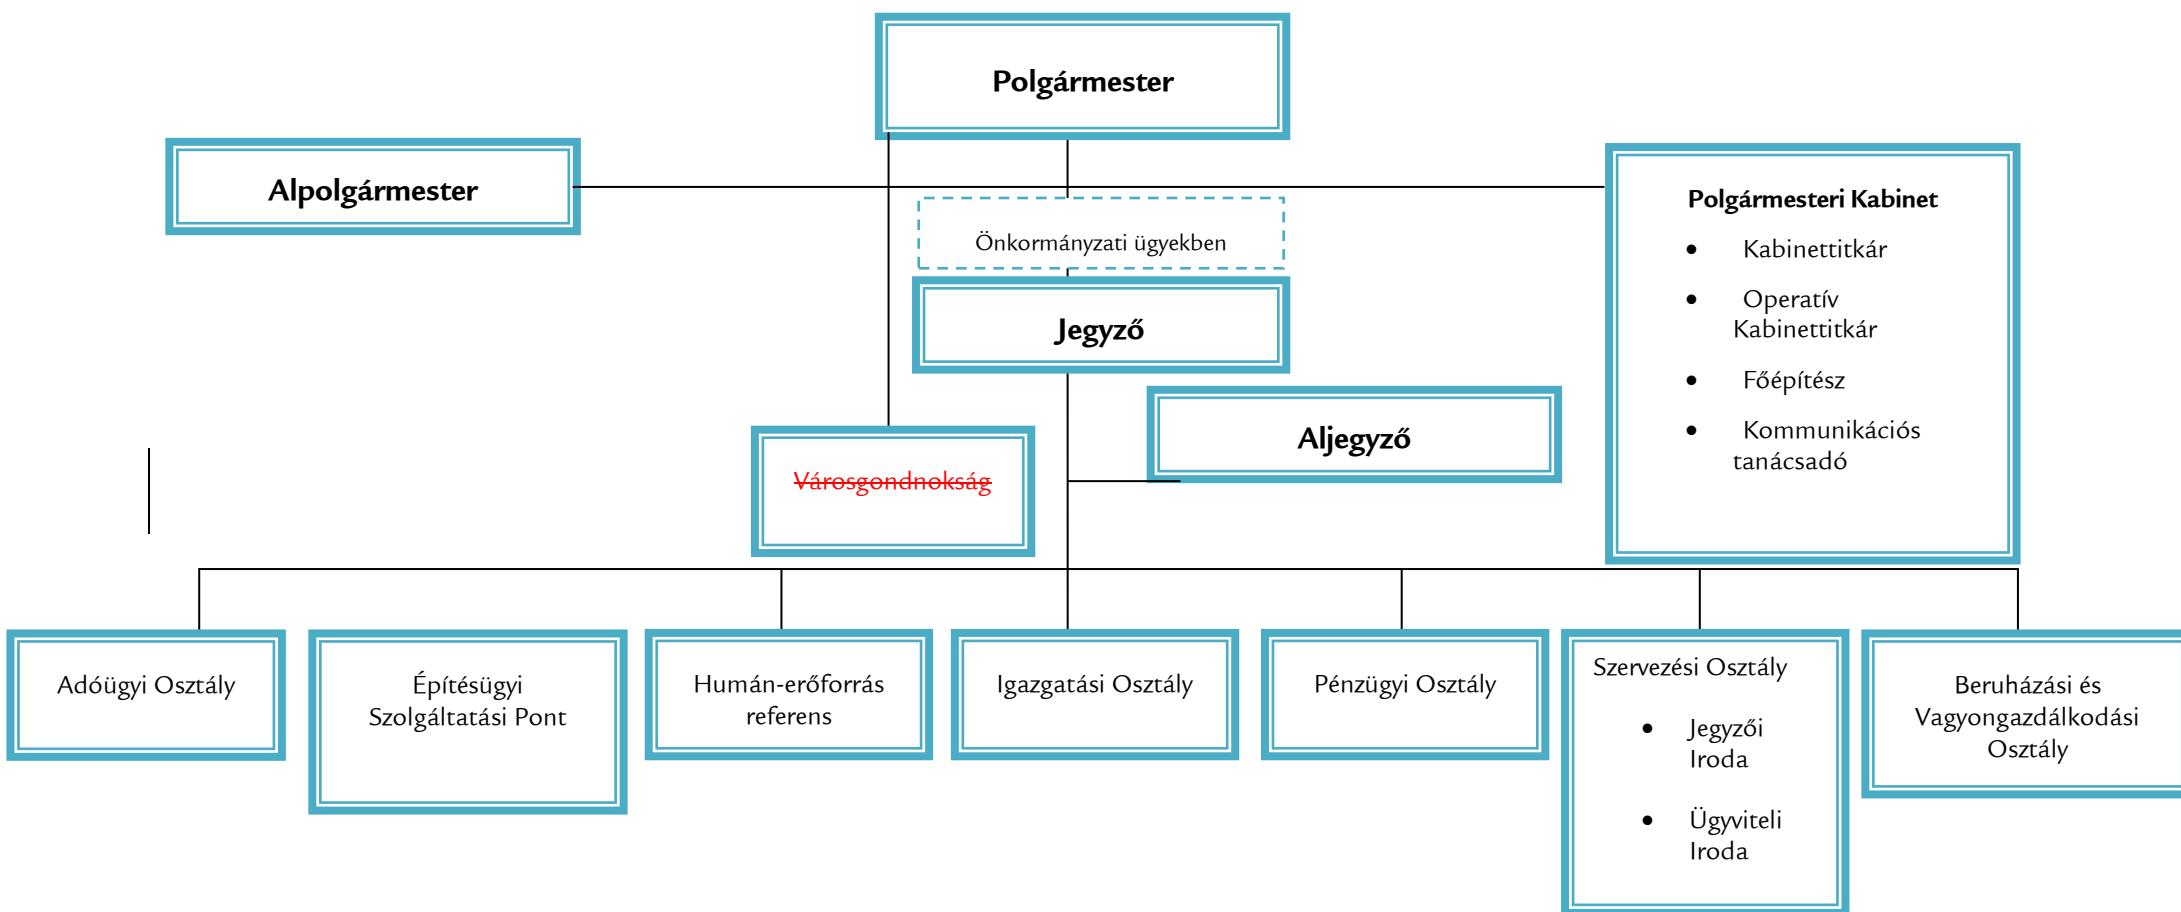 Polgármester
Alpolgármester
Polgármesteri Kabinet
• Kabinettitkár
• Operatív
Kabinettitkár
• Főépítész
• Kommunikációs
tanácsadó
Önkormányzati ügyekben
Jegyző
Aljegyző
Városgondnokság
Adóügyi Osztály
Építésügyi
Szolgáltatási Pont
Humán-erőforrás
referens
Igazgatási Osztály
Pénzügyi Osztály
Szervezési Osztály
• Jegyzői
Iroda
• Ügyviteli
Iroda
Beruházási és
Vagyongazdálkodási
Osztály